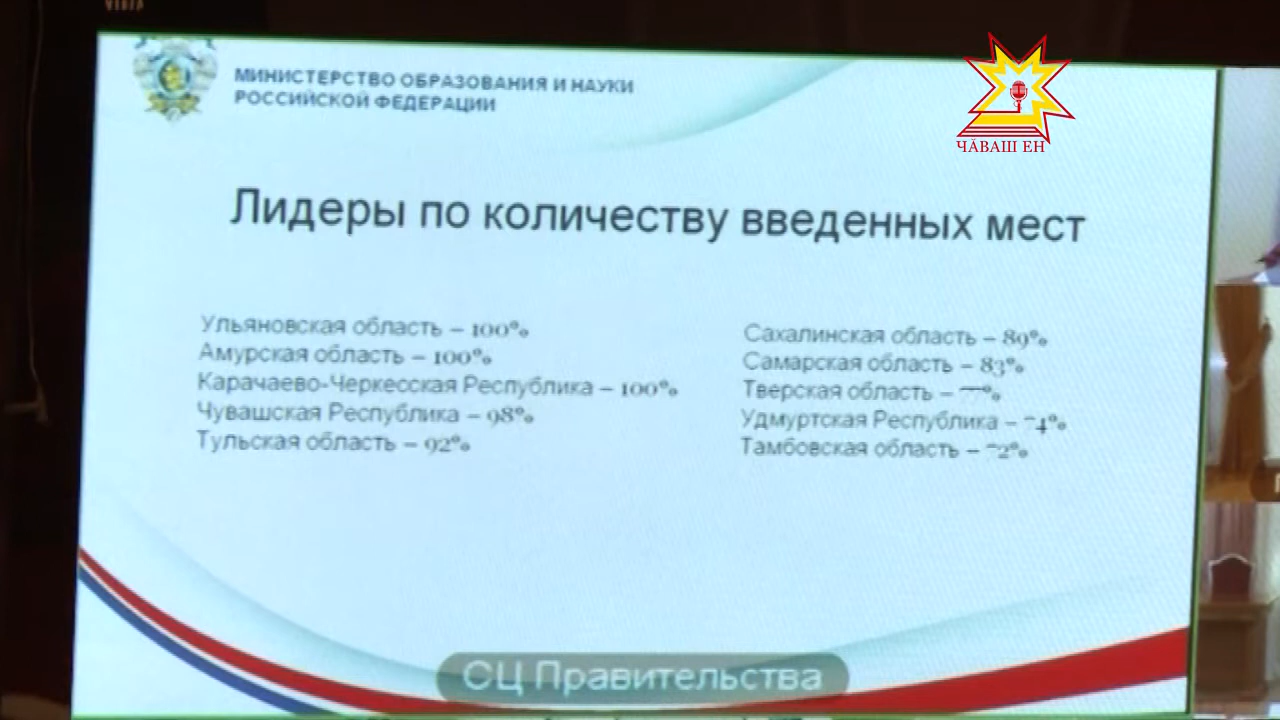 МИНИСТЕРСТВО ОБРАЗОВАНИЯ И НАУКИ
РОССИЙСКОЙ ФЕДЕРАЦИИ
ЧӐВАШ ЕН
Лидеры по количеству введенных мест
Ульяновская область – 100%
Амурская область – 100%
Карачаево-Черкесская Республика – 100%
Чувашская Республика – 98%
Тульская область – 92%
Сахалинская область – 89%
Самарская область – 83%
Тверская область – 77%
Удмуртская Республика – 74%
Тамбовская область – 72%
СЦ Правительства